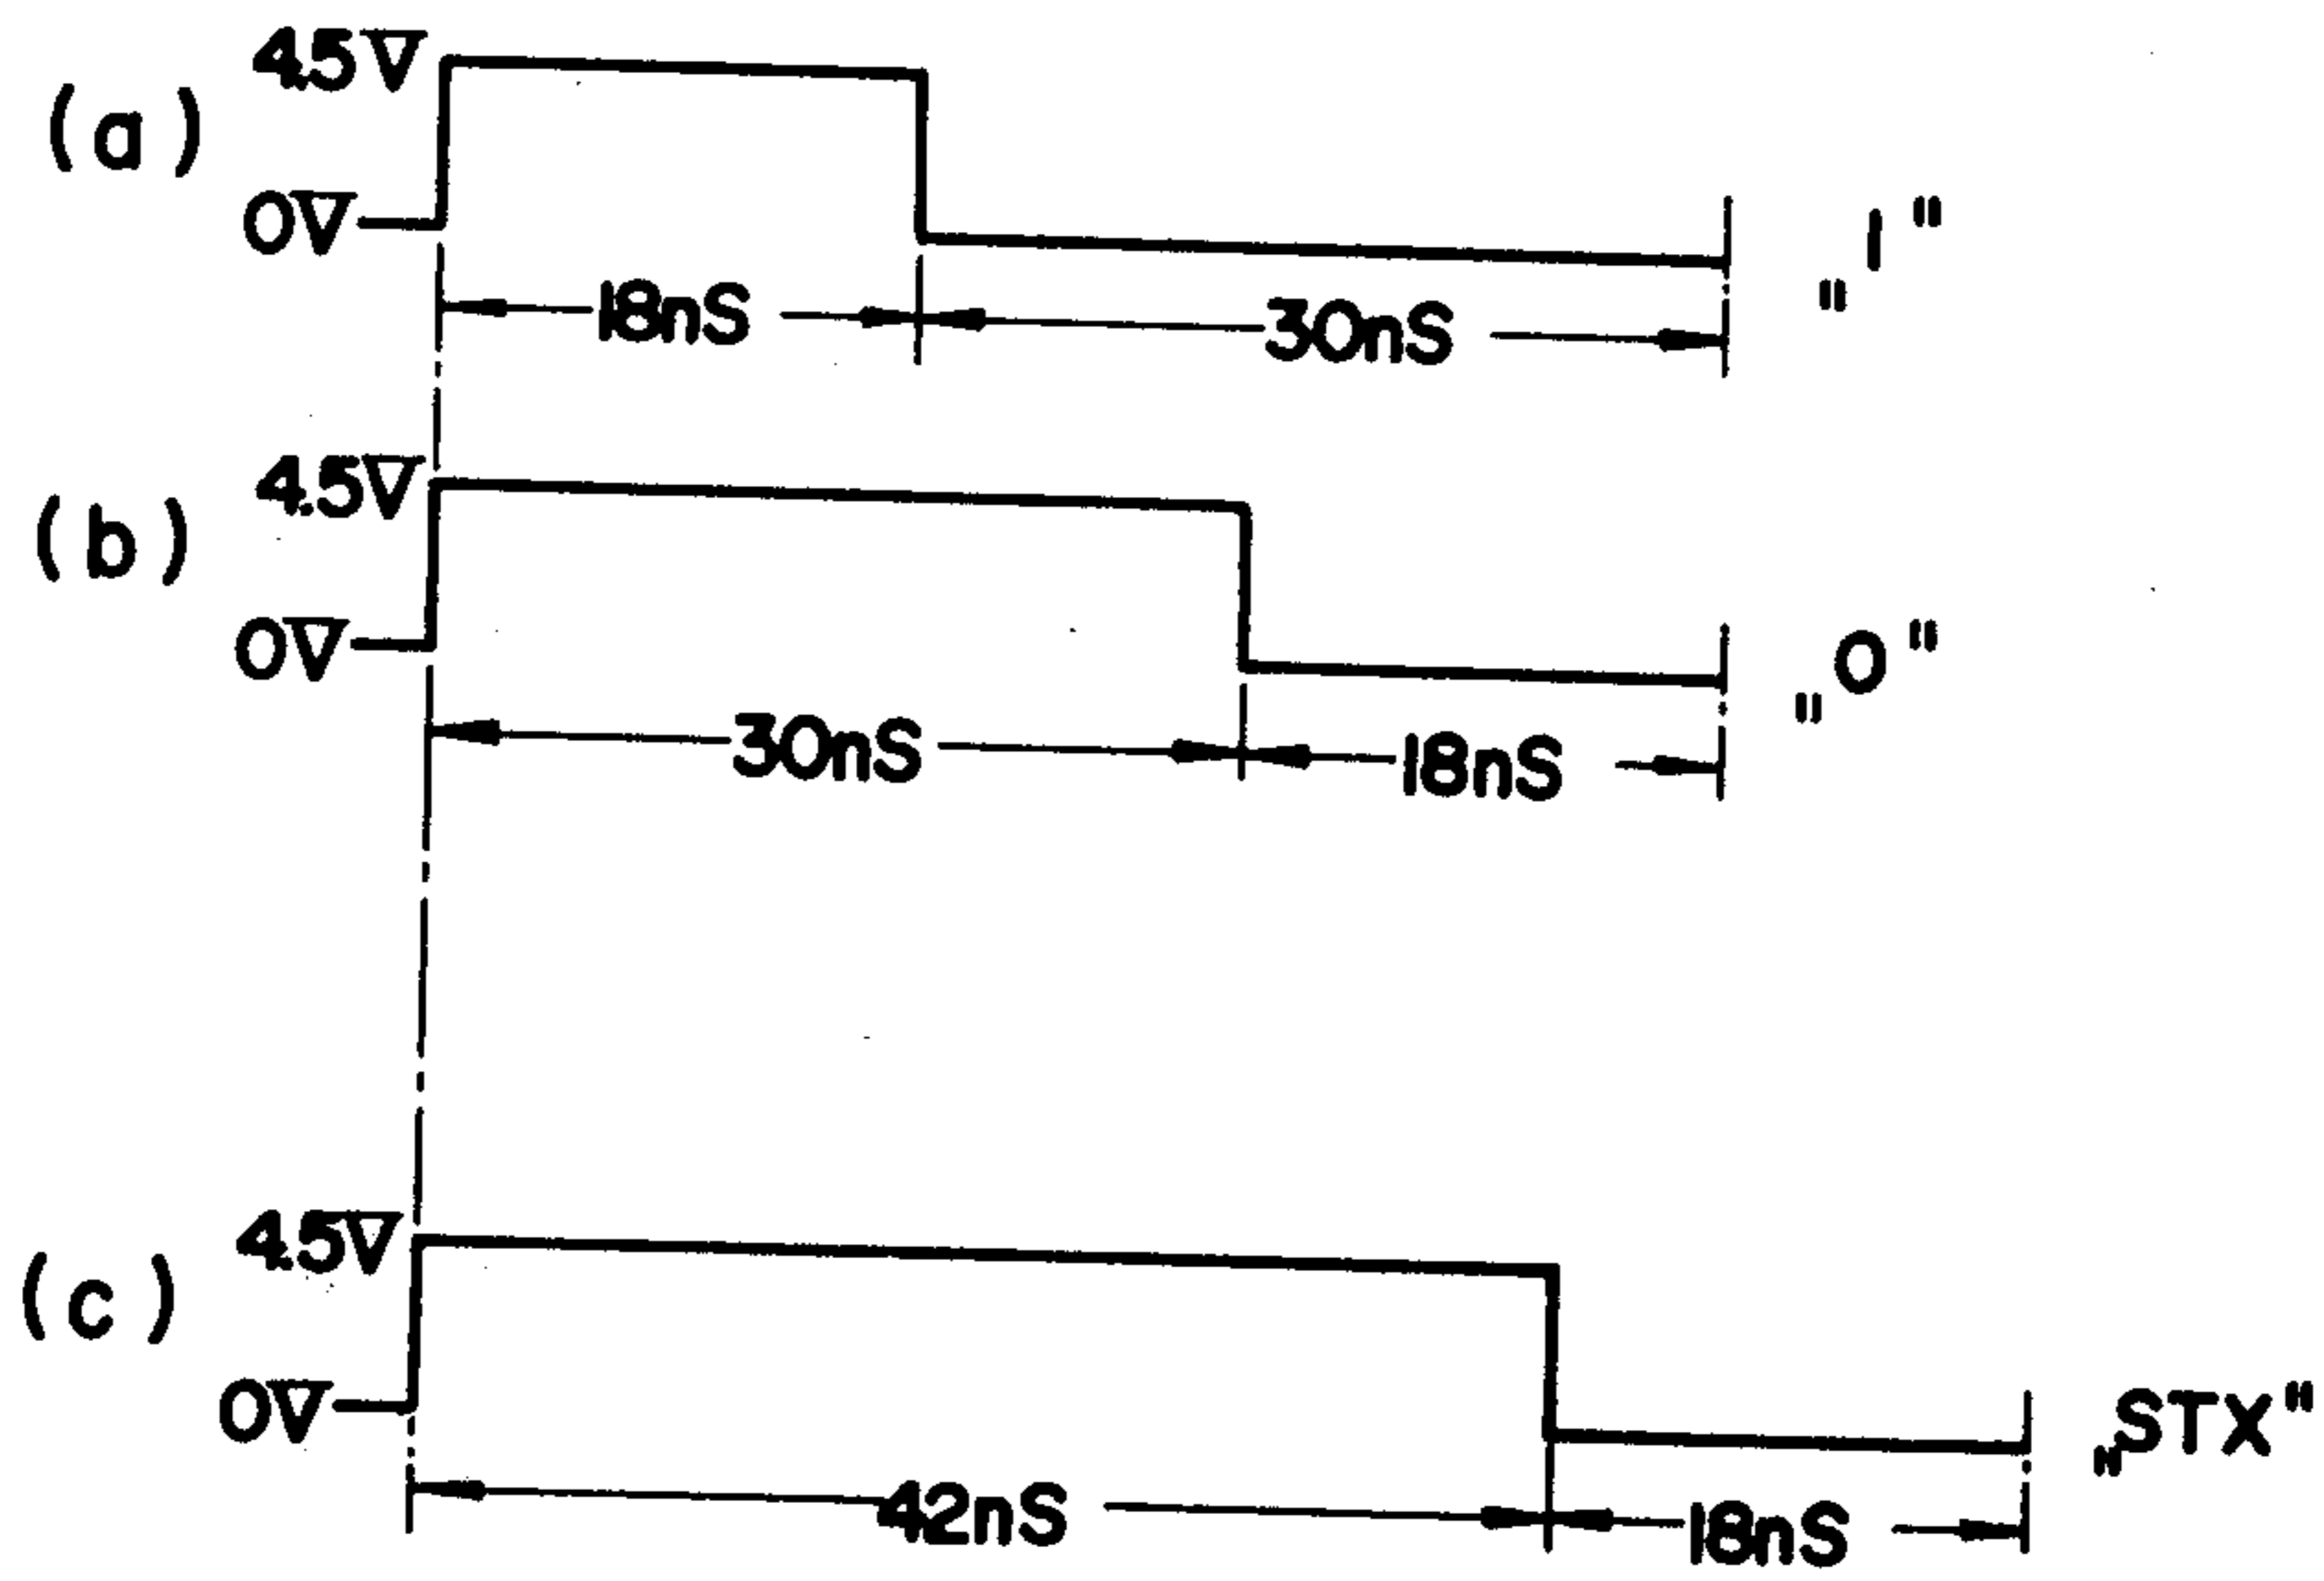 (a)
4.5V
0V
18nS 30nS
„1"
(b)
4.5V
0V
30nS 18nS
„0"
(c)
4.5V
0V
42nS 18nS
„STX"